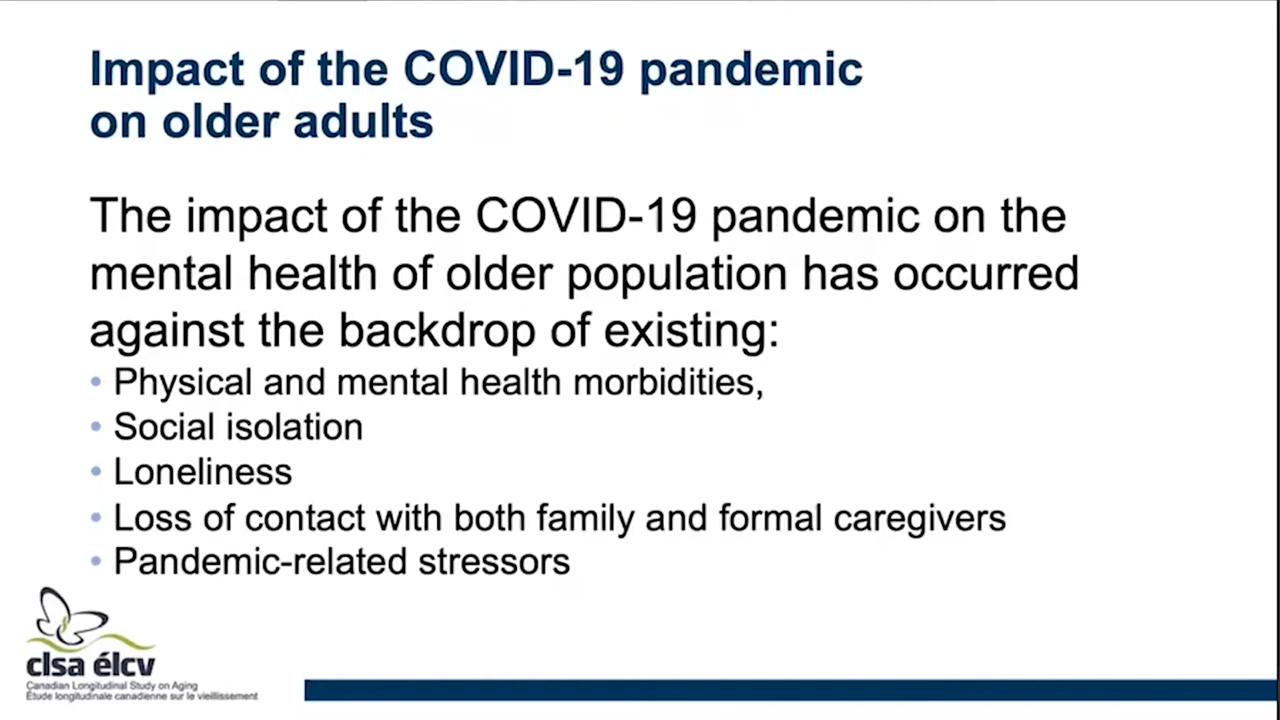 Impact of the COVID-19 pandemic
on older adults
The impact of the COVID-19 pandemic on the
mental health of older population has occurred
against the backdrop of existing:
• Physical and mental health morbidities,
• Social isolation
• Loneliness
• Loss of contact with both family and formal caregivers
• Pandemic-related stressors
clsa élcv
Canadian Longitudinal Study on Aging
Étude longitudinale canadienne sur le vieillissement